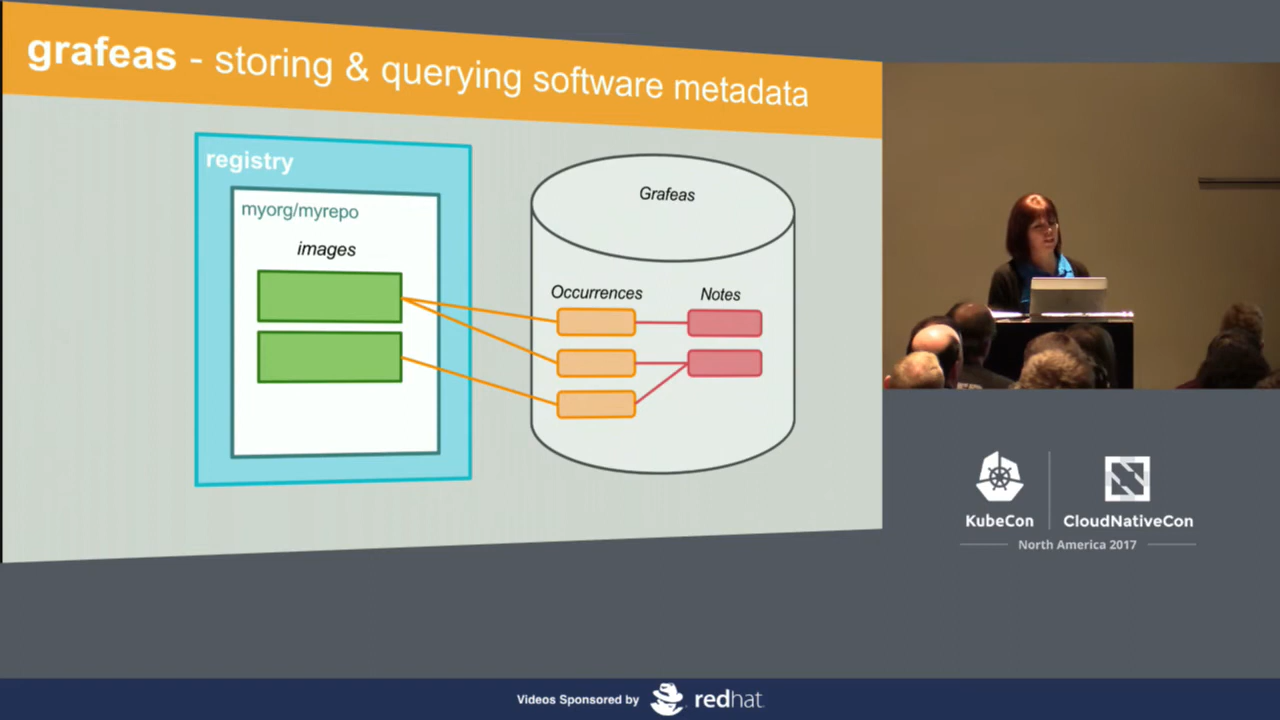 grafeas - storing & querying software metadata
registry
myorg/myrepo
images
Grafeas
Occurrences
Notes
KubeCon
CloudNativeCon
North America 2017
Videos Sponsored by
redhat